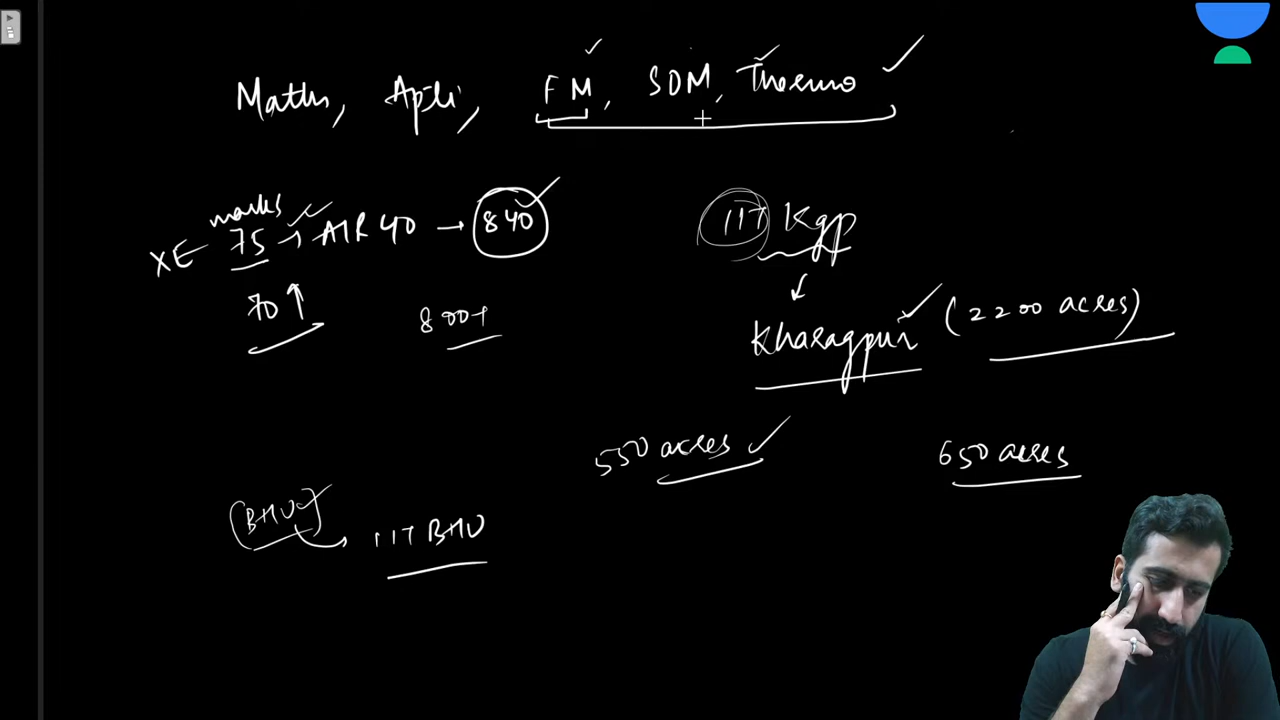 Maths, Apti, FM, SOM, Thermo
XE 75 marks → AIR 40 → 840
70↑ 800+
IIT Kgp
Kharagpur (2200 acres)
550 acres 650 acres
(BHU) IIT BHU